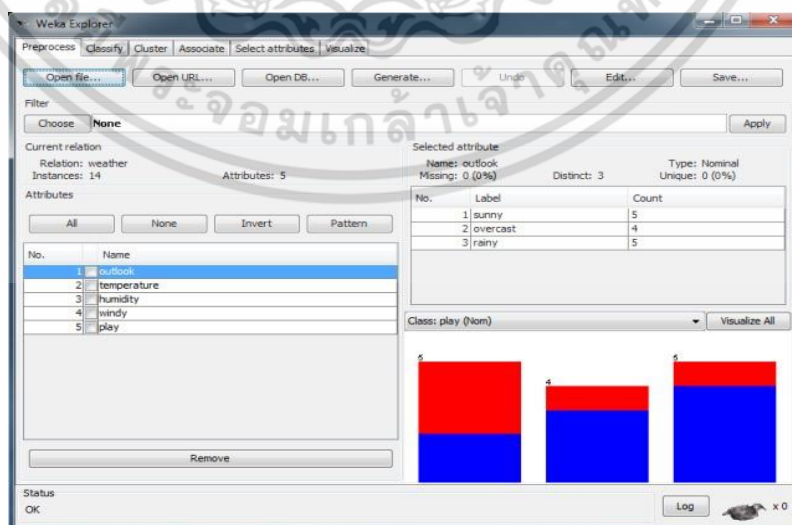 Weka Explorer
Preprocess Classify Cluster Associate Select attributes Visualize
Open file... Open URL... Open DB... Generate... Undo Edit... Save...
Filter
Choose None Apply
Current relation
Relation: weather
Instances: 14 Attributes: 5
Attributes
All None Invert Pattern
No. Name
1 outlook
2 temperature
3 humidity
4 windy
5 play
Remove
Selected attribute
Name: outlook Type: Nominal
Missing: 0 (0%) Distinct: 3 Unique: 0 (0%)
No. Label Count
1 sunny 5
2 overcast 4
3 rainy 5
Class: play (Nom) Visualize All
5 4 5
Status
OK
Log x 0